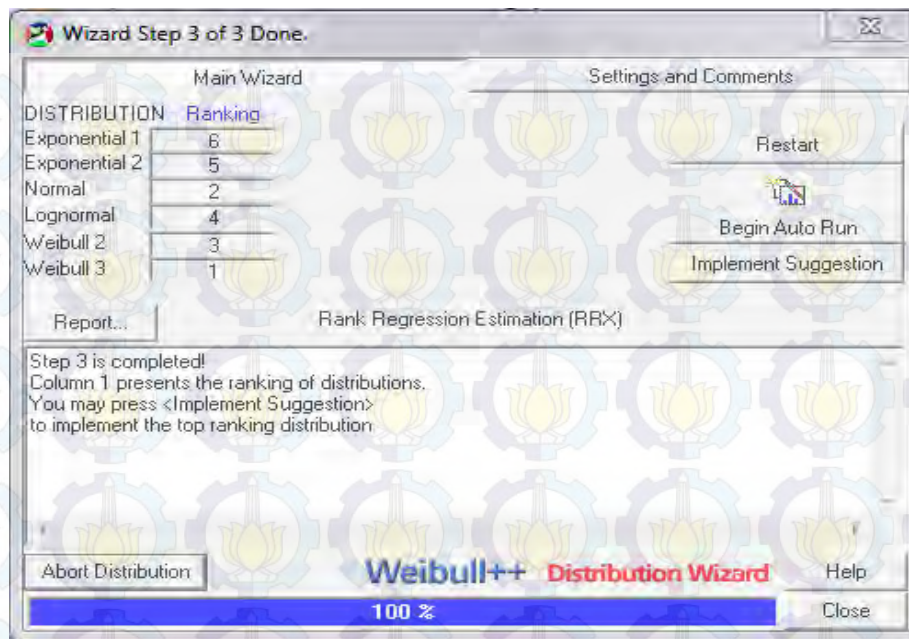 Wizard Step 3 of 3 Done.
Main Wizard
Settings and Comments
DISTRIBUTION Ranking
Exponential 1 6
Exponential 2 5
Normal 2
Lognormal 4
Weibull 2 3
Weibull 3 1
Restart
Begin Auto Run
Implement Suggestion
Report...
Rank Regression Estimation (RRX)
Step 3 is completed!
Column 1 presents the ranking of distributions.
You may press <Implement Suggestion>
to implement the top ranking distribution
Abort Distribution
Weibull++ Distribution Wizard
Help
100 %
Close